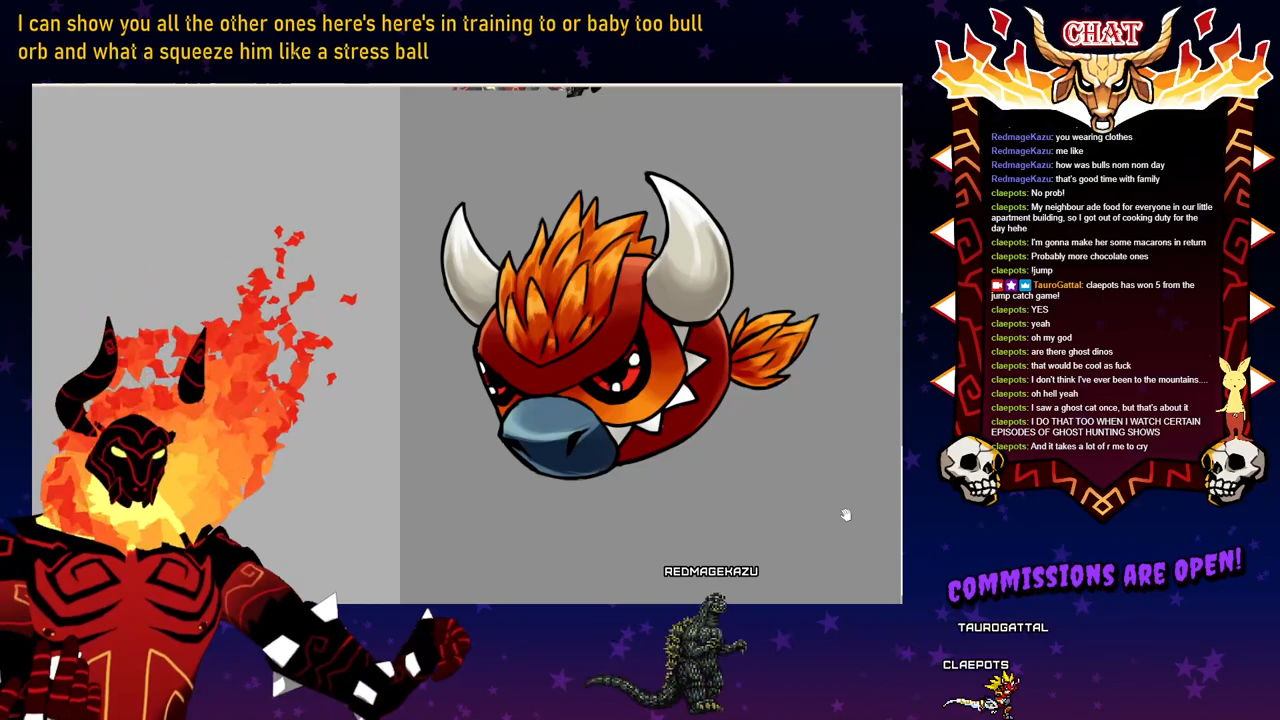 I can show you all the other ones here's here's in training to or baby too bull
orb and what a squeeze him like a stress ball
CHAT
RedmageKazu: you wearing clothes
RedmageKazu: me like
RedmageKazu: how was bulls nom nom day
RedmageKazu: that's good time with family
claepots: No prob!
claepots: My neighbour ade food for everyone in our little
apartment building, so I got out of cooking duty for the
day hehe
claepots: I'm gonna make her some macarons in return
claepots: Probably more chocolate ones
claepots: !jump
TauroGattal: claepots has won 5 from the
jump catch game!
claepots: YES
claepots: yeah
claepots: oh my god
claepots: are there ghost dinos
claepots: that would be cool as fuck
claepots: I don't think I've ever been to the mountains....
claepots: oh hell yeah
claepots: I saw a ghost cat once, but that's about it
claepots: I DO THAT TOO WHEN I WATCH CERTAIN
EPISODES OF GHOST HUNTING SHOWS
claepots: And it takes a lot of r me to cry
REDMAGEKAZU
COMMISSIONS ARE OPEN!
TAUROGATTAL
CLAEPOTS